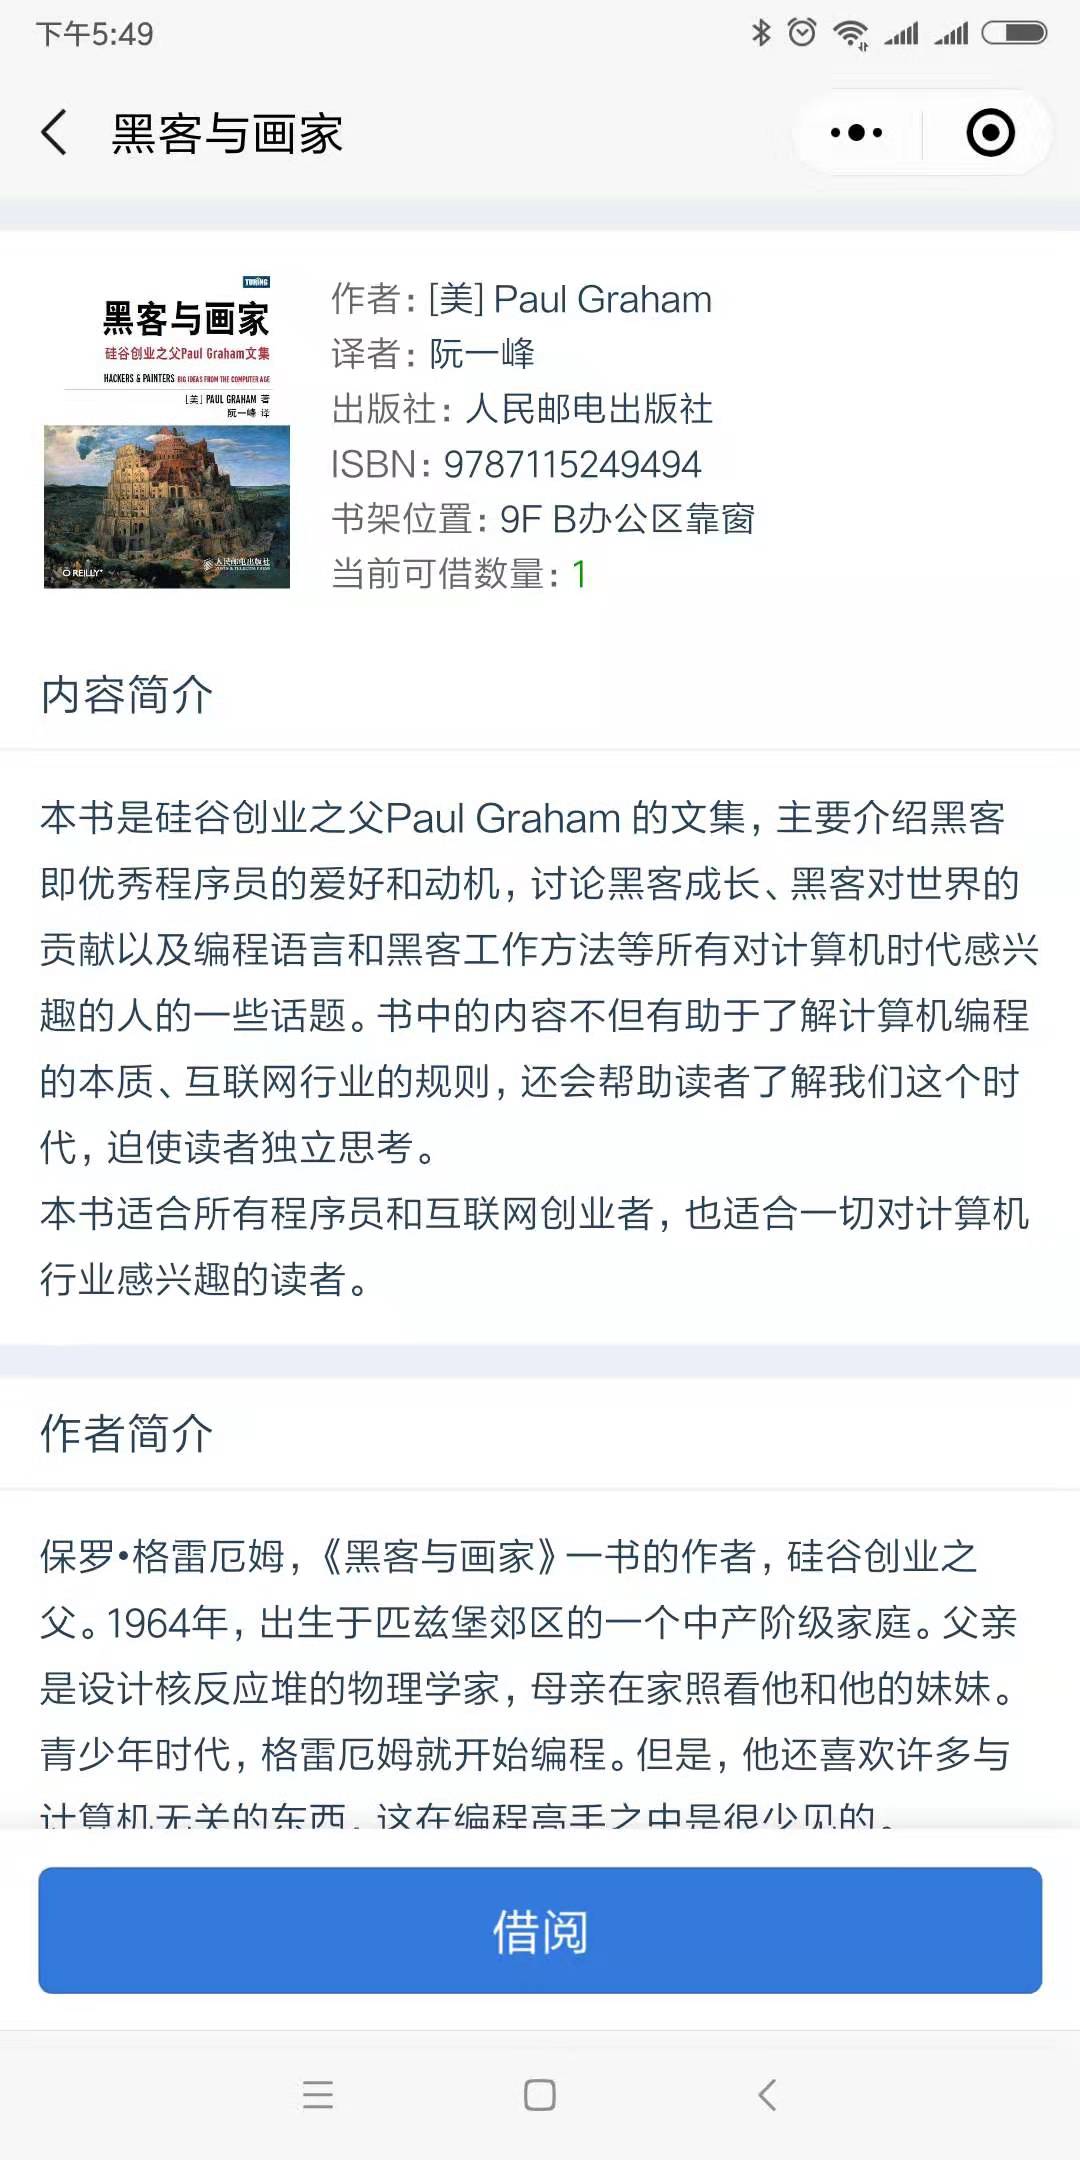 下午5:49
黑客与画家
TURING
黑客与画家
硅谷创业之父Paul Graham文集
HACKERS & PAINTERS BIG IDEAS FROM THE COMPUTER AGE
[美] PAUL GRAHAM 著
阮一峰 译
O'REILLY®
人民邮电出版社
POSTS & TELECOM PRESS
作者：[美] Paul Graham
译者：阮一峰
出版社：人民邮电出版社
ISBN：9787115249494
书架位置：9F B办公区靠窗
当前可借数量：1
内容简介
本书是硅谷创业之父Paul Graham 的文集，主要介绍黑客
即优秀程序员的爱好和动机，讨论黑客成长、黑客对世界的
贡献以及编程语言和黑客工作方法等所有对计算机时代感兴
趣的人的一些话题。书中的内容不但有助于了解计算机编程
的本质、互联网行业的规则，还会帮助读者了解我们这个时
代，迫使读者独立思考。
本书适合所有程序员和互联网创业者，也适合一切对计算机
行业感兴趣的读者。
作者简介
保罗•格雷厄姆，《黑客与画家》一书的作者，硅谷创业之
父。1964年，出生于匹兹堡郊区的一个中产阶级家庭。父亲
是设计核反应堆的物理学家，母亲在家照看他和他的妹妹。
青少年时代，格雷厄姆就开始编程。但是，他还喜欢许多与
计算机无关的东西，这在编程高手之中是很少见的。
借阅